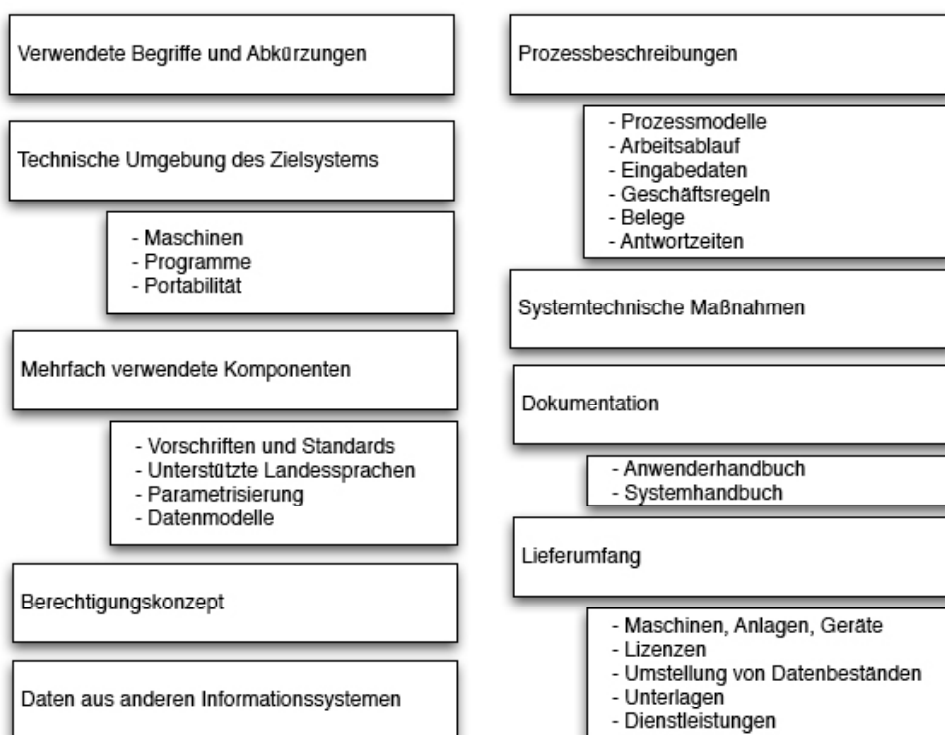 Verwendete Begriffe und Abkürzungen
Technische Umgebung des Zielsystems
- Maschinen
- Programme
- Portabilität
Mehrfach verwendete Komponenten
- Vorschriften und Standards
- Unterstützte Landessprachen
- Parametrisierung
- Datenmodelle
Berechtigungskonzept
Daten aus anderen Informationssystemen
Prozessbeschreibungen
- Prozessmodelle
- Arbeitsablauf
- Eingabedaten
- Geschäftsregeln
- Belege
- Antwortzeiten
Systemtechnische Maßnahmen
Dokumentation
- Anwenderhandbuch
- Systemhandbuch
Lieferumfang
- Maschinen, Anlagen, Geräte
- Lizenzen
- Umstellung von Datenbeständen
- Unterlagen
- Dienstleistungen